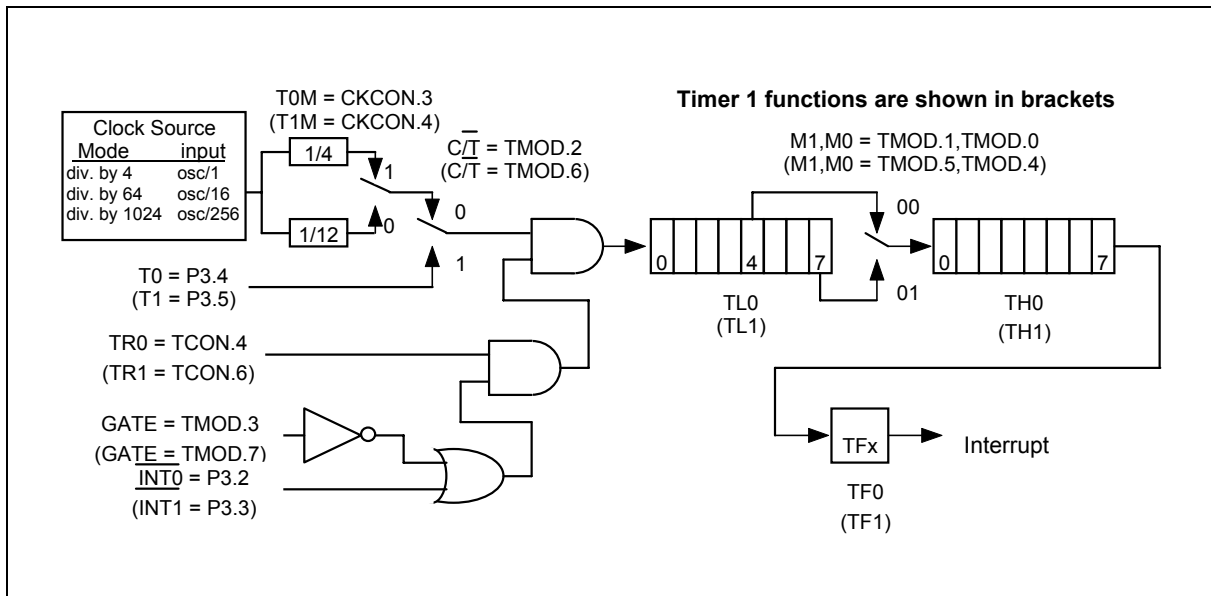 T0M = CKCON.3
(T1M = CKCON.4)
Timer 1 functions are shown in brackets
Clock Source
Mode input
div. by 4 osc/1
div. by 64 osc/16
div. by 1024 osc/256
1/4
1/12
1
0
C/T̅ = TMOD.2
(C/T̅ = TMOD.6)
0
1
M1,M0 = TMOD.1,TMOD.0
(M1,M0 = TMOD.5,TMOD.4)
00
01
0 4 7
TL0
(TL1)
0 7
TH0
(TH1)
T0 = P3.4
(T1 = P3.5)
TR0 = TCON.4
(TR1 = TCON.6)
GATE = TMOD.3
(GATE = TMOD.7)
I̅N̅T̅0̅ = P3.2
(INT1 = P3.3)
TFx
Interrupt
TF0
(TF1)